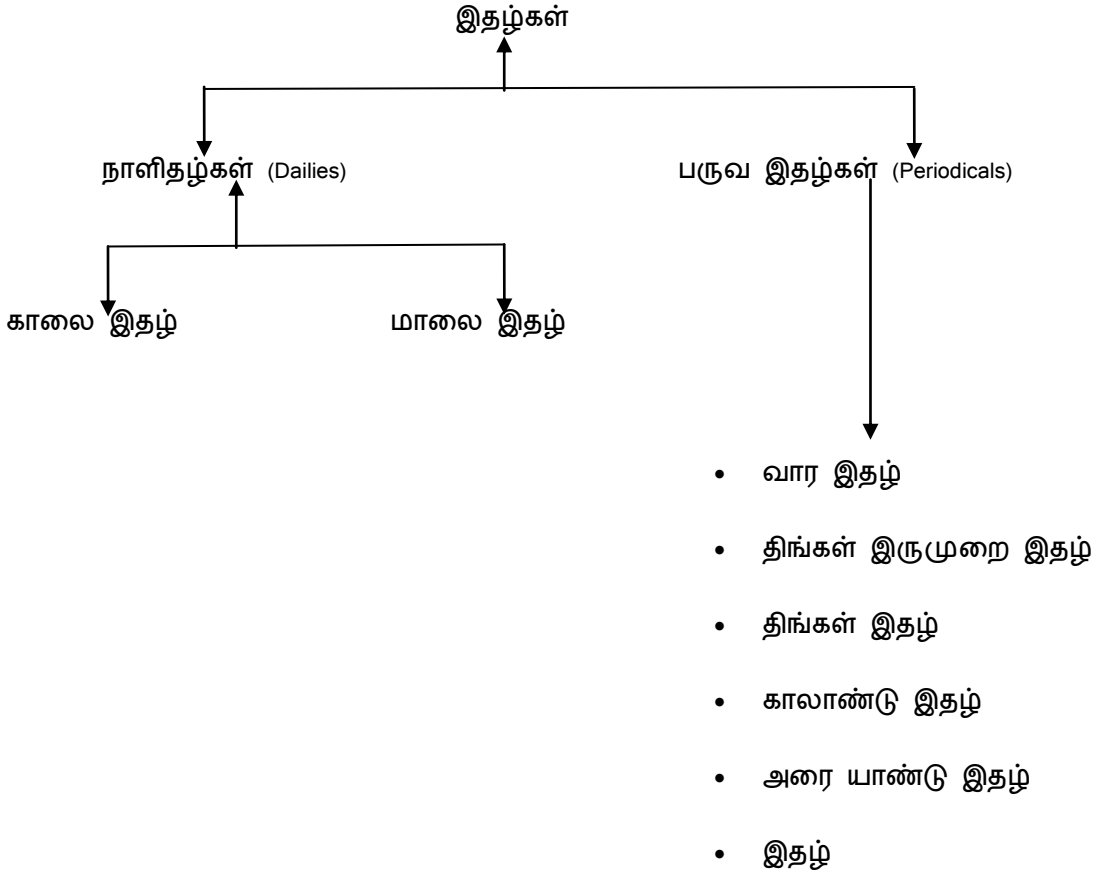 இதழ்கள்
நாளிதழ்கள் (Dailies) பருவ இதழ்கள் (Periodicals)
காலை இதழ் மாலை இதழ்
• வார இதழ்
• திங்கள் இருமுறை இதழ்
• திங்கள் இதழ்
• காலாண்டு இதழ்
• அரை யாண்டு இதழ்
• இதழ்